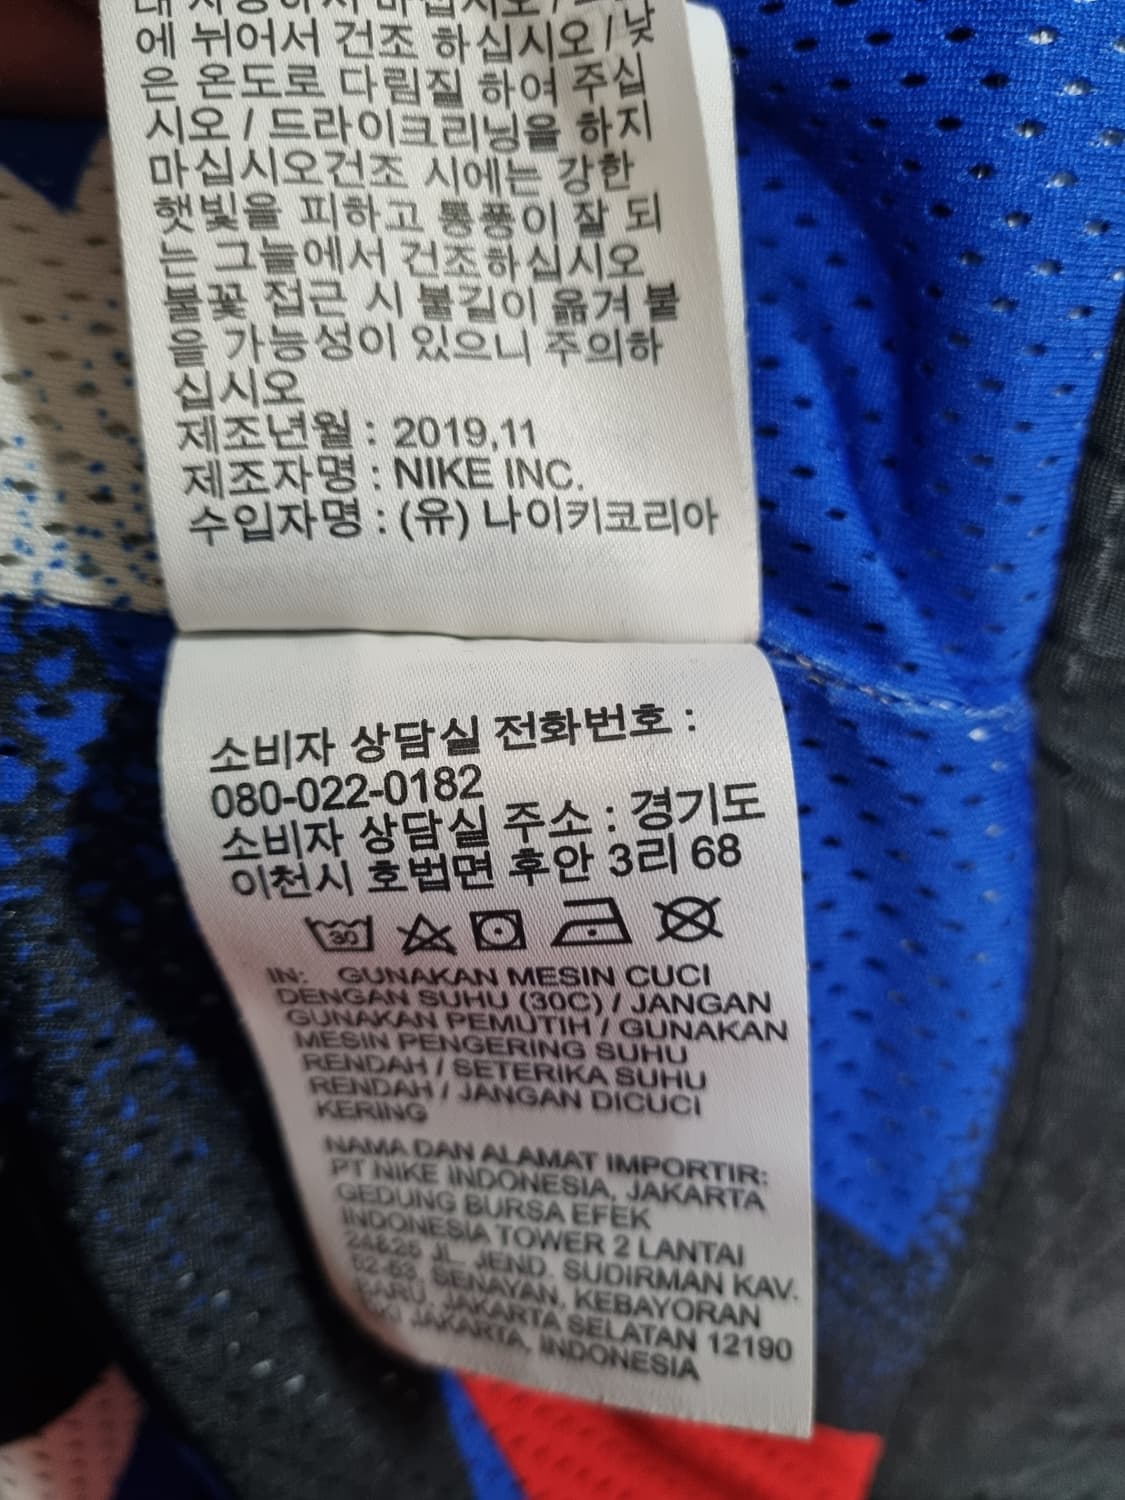 에 뉘어서 건조 하십시오 / 낮
은 온도로 다림질 하여 주십
시오 / 드라이크리닝을 하지
마십시오건조 시에는 강한
햇빛을 피하고 통풍이 잘 되
는 그늘에서 건조하십시오
불꽃 접근 시 불길이 옮겨 붙
을 가능성이 있으니 주의하
십시오
제조년월 : 2019,11
제조자명 : NIKE INC.
수입자명 : (유) 나이키코리아
소비자 상담실 전화번호 :
080-022-0182
소비자 상담실 주소 : 경기도
이천시 호법면 후안 3리 68
30
IN: GUNAKAN MESIN CUCI
DENGAN SUHU (30C) / JANGAN
GUNAKAN PEMUTIH / GUNAKAN
MESIN PENGERING SUHU
RENDAH / SETERIKA SUHU
RENDAH / JANGAN DICUCI
KERING
NAMA DAN ALAMAT IMPORTIR:
PT NIKE INDONESIA, JAKARTA
GEDUNG BURSA EFEK
INDONESIA TOWER 2 LANTAI
24&25 JL. JEND. SUDIRMAN KAV.
52-53, SENAYAN, KEBAYORAN
BARU, JAKARTA SELATAN 12190
JAKARTA, INDONESIA